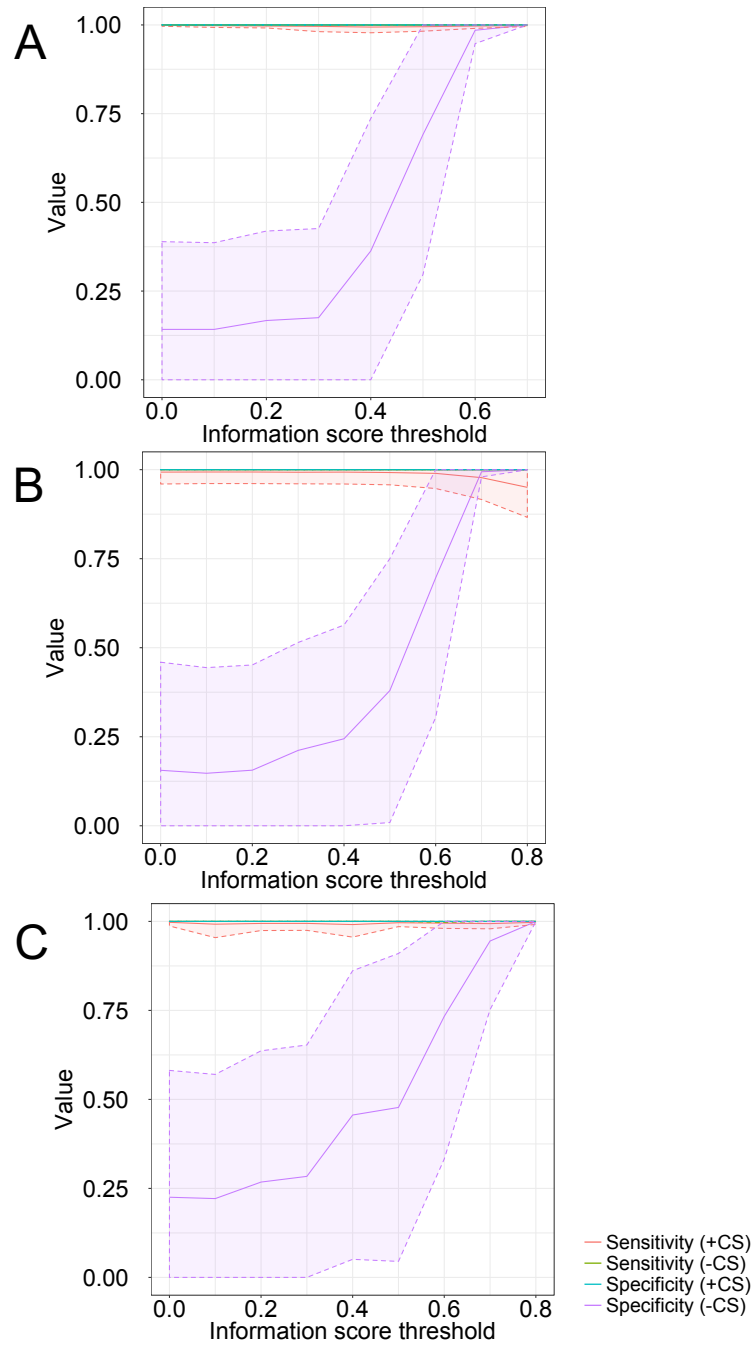 A
1.00
0.75
0.50
0.25
0.00
Value
0.0 0.2 0.4 0.6
Information score threshold
B
1.00
0.75
0.50
0.25
0.00
Value
0.0 0.2 0.4 0.6 0.8
Information score threshold
C
1.00
0.75
0.50
0.25
0.00
Value
0.0 0.2 0.4 0.6 0.8
Information score threshold
Sensitivity (+CS)
Sensitivity (-CS)
Specificity (+CS)
Specificity (-CS)